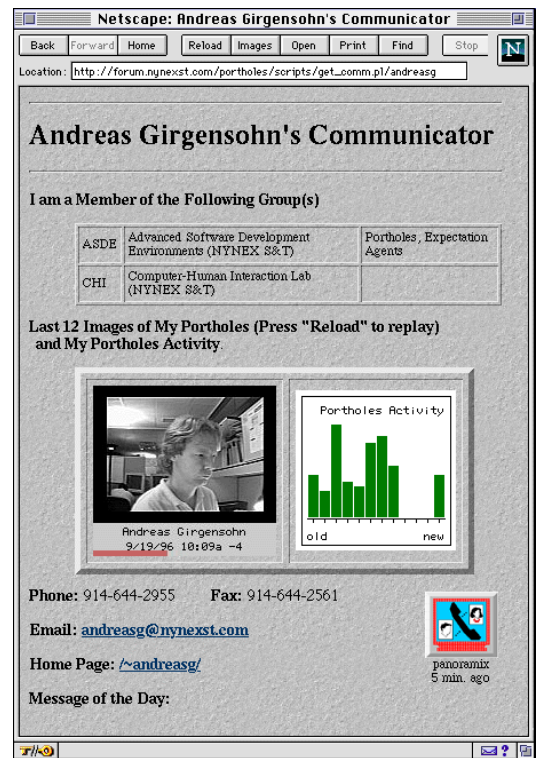 Netscape: Andreas Girgensohn's Communicator
Back Forward Home Reload Images Open Print Find Stop N
Location: http://forum.nynexst.com/portholes/scripts/get_comm.pl/andreasg
Andreas Girgensohn's Communicator
I am a Member of the Following Group(s)
ASDE Advanced Software Development Portholes, Expectation
Environments (NYNEX S&T) Agents
CHI Computer-Human Interaction Lab
(NYNEX S&T)
Last 12 Images of My Portholes (Press "Reload" to replay)
and My Portholes Activity.
Portholes Activity
old new
Andreas Girgensohn
9/19/96 10:09a -4
Phone: 914-644-2955 Fax: 914-644-2561
Email: andreasg@nynexst.com
Home Page: /~andreasg/
panoramix
5 min. ago
Message of the Day:
?